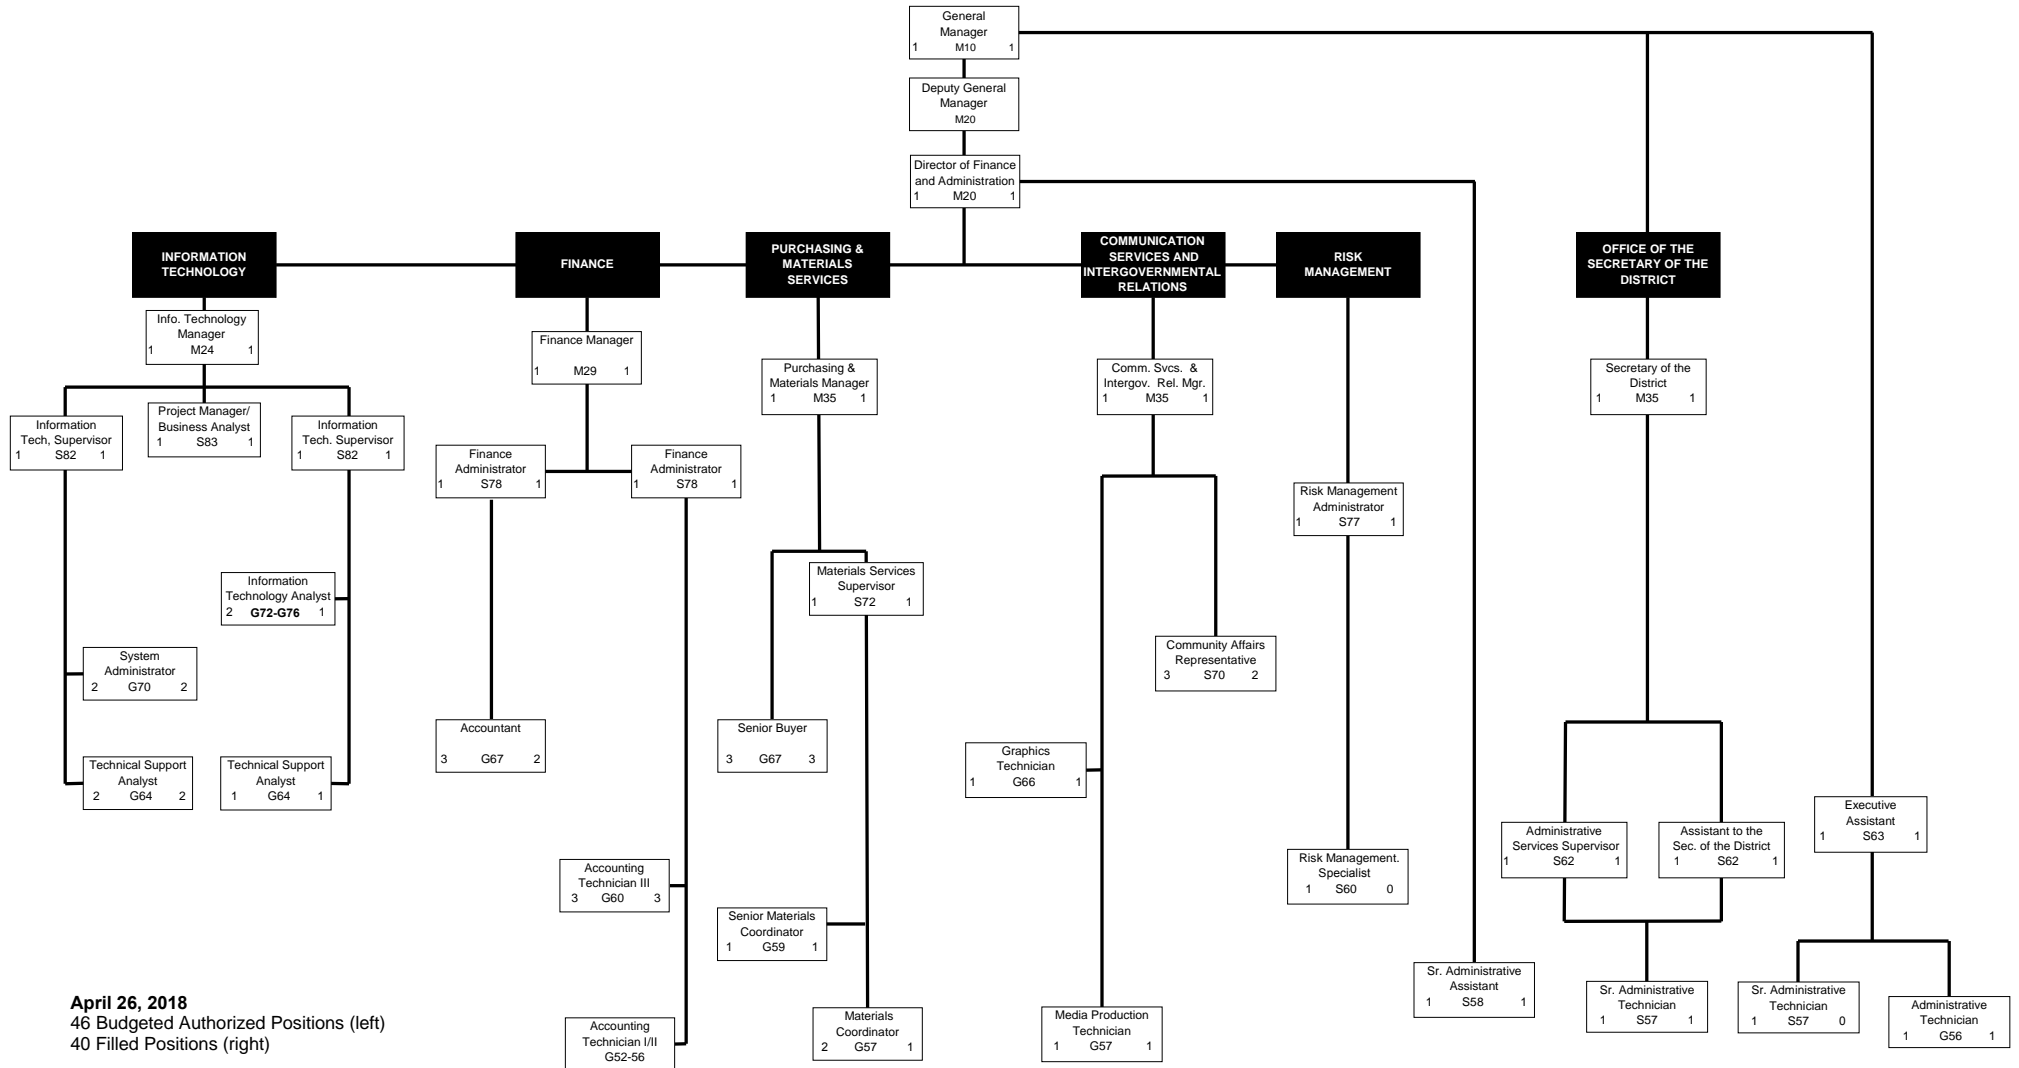 General
Manager
1 M10 1
Deputy General
Manager
M20
Director of Finance
and Administration
1 M20 1
INFORMATION
TECHNOLOGY
FINANCE
PURCHASING &
MATERIALS
SERVICES
COMMUNICATION
SERVICES AND
INTERGOVERNMENTAL
RELATIONS
RISK
MANAGEMENT
OFFICE OF THE
SECRETARY OF THE
DISTRICT
Info. Technology
Manager
1 M24 1
Finance Manager
1 M29 1
Purchasing &
Materials Manager
1 M35 1
Comm. Svcs. &
Intergov. Rel. Mgr.
1 M35 1
Secretary of the
District
1 M35 1
Information
Tech, Supervisor
1 S82 1
Project Manager/
Business Analyst
1 S83 1
Information
Tech. Supervisor
1 S82 1
Finance
Administrator
1 S78 1
Finance
Administrator
1 S78 1
Risk Management
Administrator
1 S77 1
Information
Technology Analyst
2 G72-G76 1
Materials Services
Supervisor
1 S72 1
System
Administrator
2 G70 2
Community Affairs
Representative
3 S70 2
Accountant
3 G67 2
Senior Buyer
3 G67 3
Graphics
Technician
1 G66 1
Technical Support
Analyst
2 G64 2
Technical Support
Analyst
1 G64 1
Executive
Assistant
1 S63 1
Administrative
Services Supervisor
1 S62 1
Assistant to the
Sec. of the District
1 S62 1
Accounting
Technician III
3 G60 3
Risk Management.
Specialist
1 S60 0
Senior Materials
Coordinator
1 G59 1
Sr. Administrative
Assistant
1 S58 1
Sr. Administrative
Technician
1 S57 1
Sr. Administrative
Technician
1 S57 0
Administrative
Technician
1 G56 1
Materials
Coordinator
2 G57 1
Media Production
Technician
1 G57 1
Accounting
Technician I/II
G52-56
April 26, 2018
46 Budgeted Authorized Positions (left)
40 Filled Positions (right)